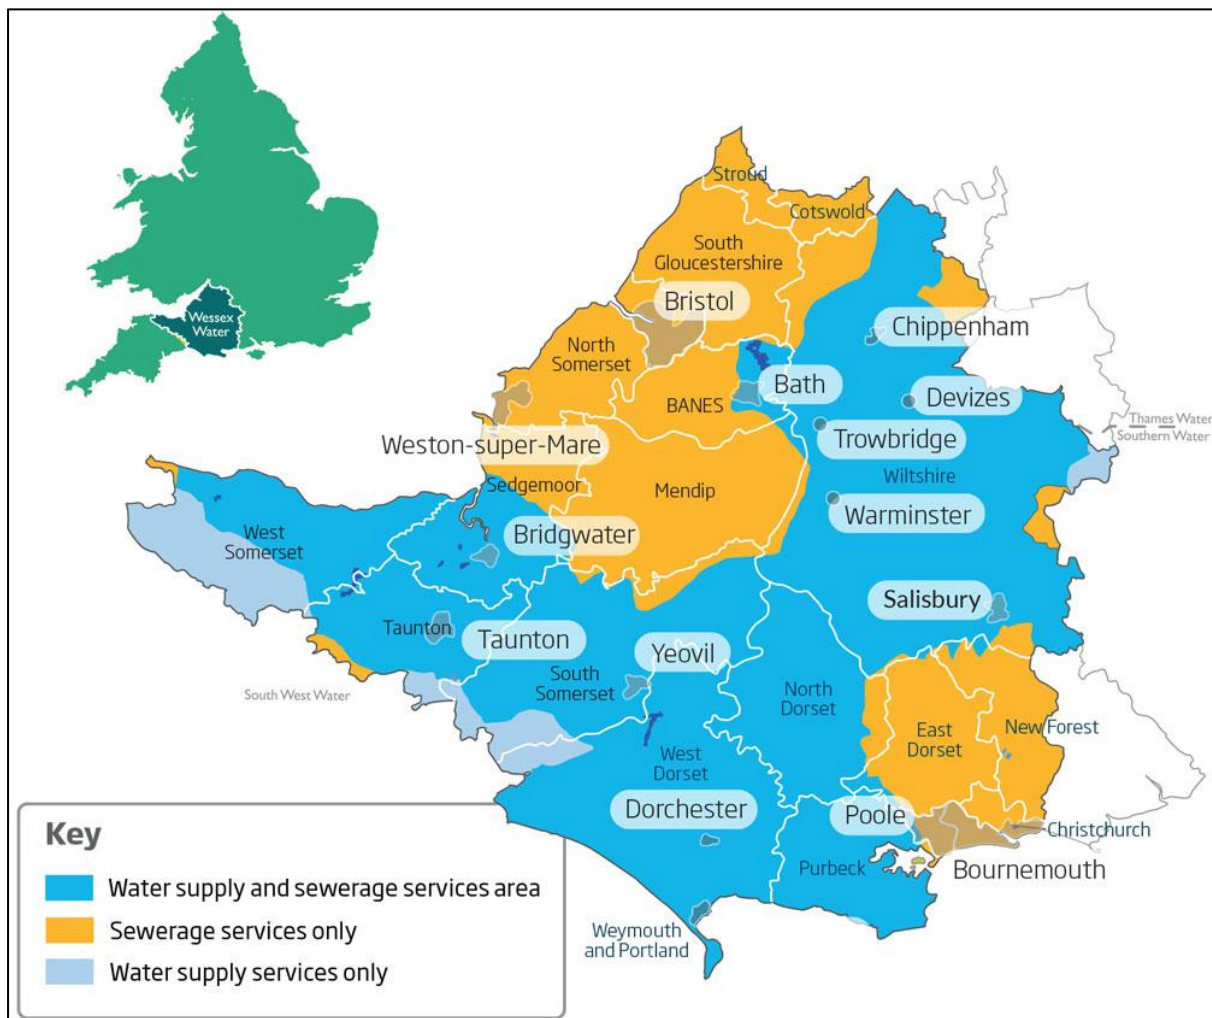 Wessex
Water
Stroud
Cotswold
South
Gloucestershire
Bristol
Chippenham
North
Somerset
Bath
Devizes
BANES
Thames Water
Southern Water
Trowbridge
Weston-super-Mare
Wiltshire
Sedgemoor
Mendip
Warminster
West
Somerset
Bridgwater
Salisbury
Taunton
Taunton
Yeovil
South
Somerset
South West Water
North
Dorset
East
Dorset
New Forest
West
Dorset
Dorchester
Poole
Christchurch
Purbeck
Bournemouth
Weymouth
and Portland
Key
Water supply and sewerage services area
Sewerage services only
Water supply services only